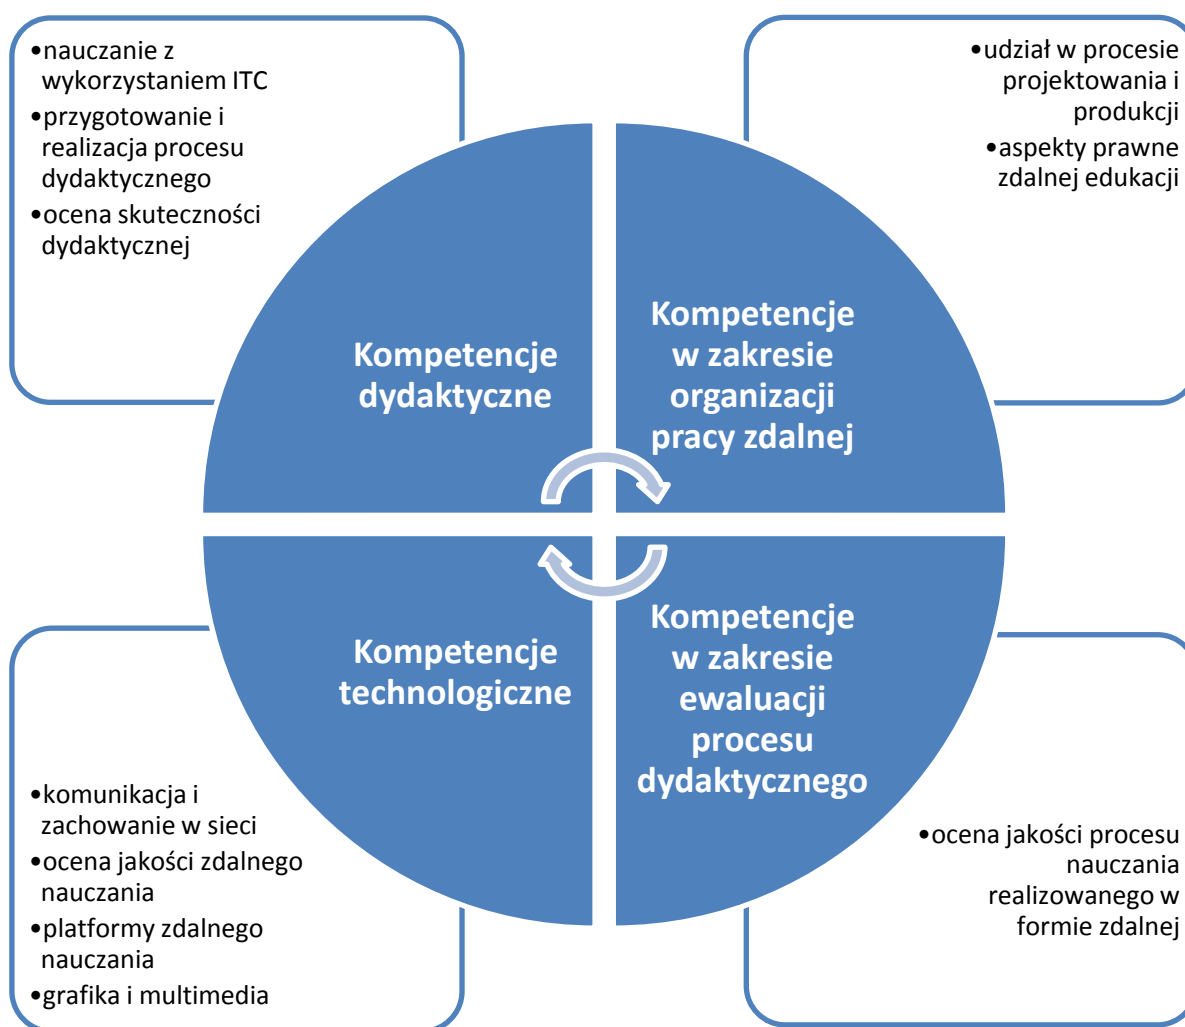 •nauczanie z
wykorzystaniem ITC
•przygotowanie i
realizacja procesu
dydaktycznego
•ocena skuteczności
dydaktycznej
•udział w procesie
projektowania i
produkcji
•aspekty prawne
zdalnej edukacji
Kompetencje
dydaktyczne
Kompetencje
w zakresie
organizacji
pracy zdalnej
Kompetencje
technologiczne
Kompetencje
w zakresie
ewaluacji
procesu
dydaktycznego
•komunikacja i
zachowanie w sieci
•ocena jakości zdalnego
nauczania
•platformy zdalnego
nauczania
•grafika i multimedia
•ocena jakości procesu
nauczania
realizowanego w
formie zdalnej